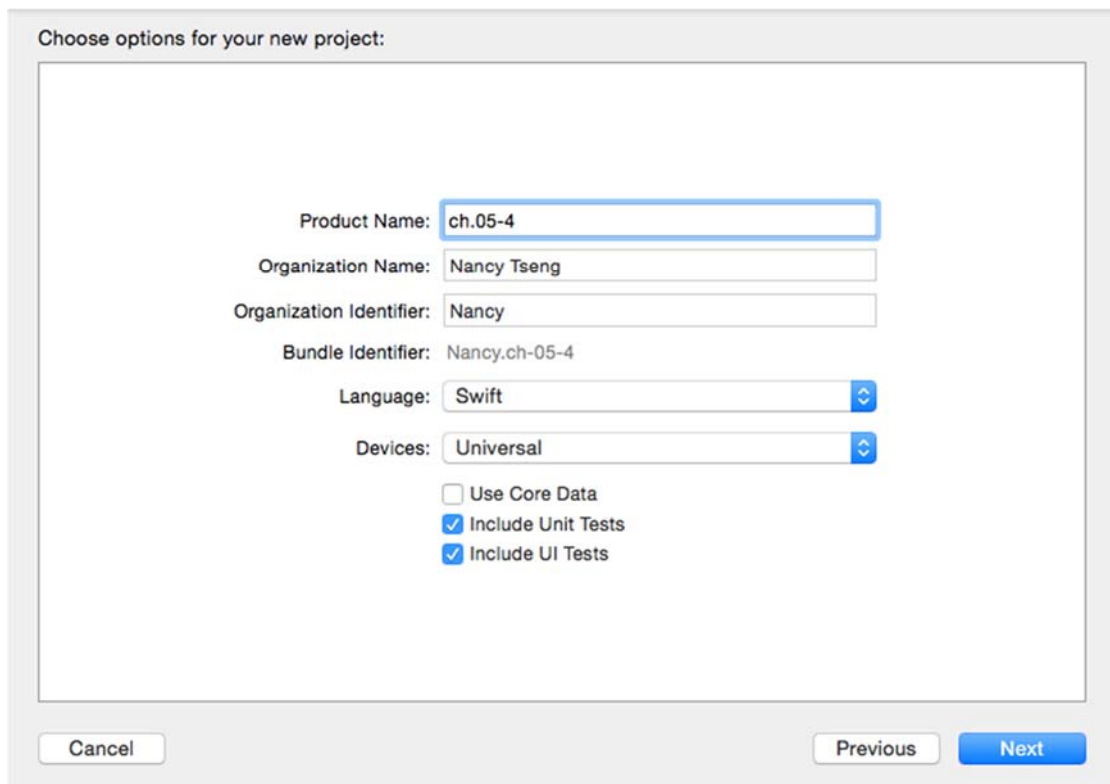 Choose options for your new project:
Product Name: ch.05-4
Organization Name: Nancy Tseng
Organization Identifier: Nancy
Bundle Identifier: Nancy.ch-05-4
Language: Swift
Devices: Universal
Use Core Data
Include Unit Tests
Include UI Tests
Cancel Previous Next